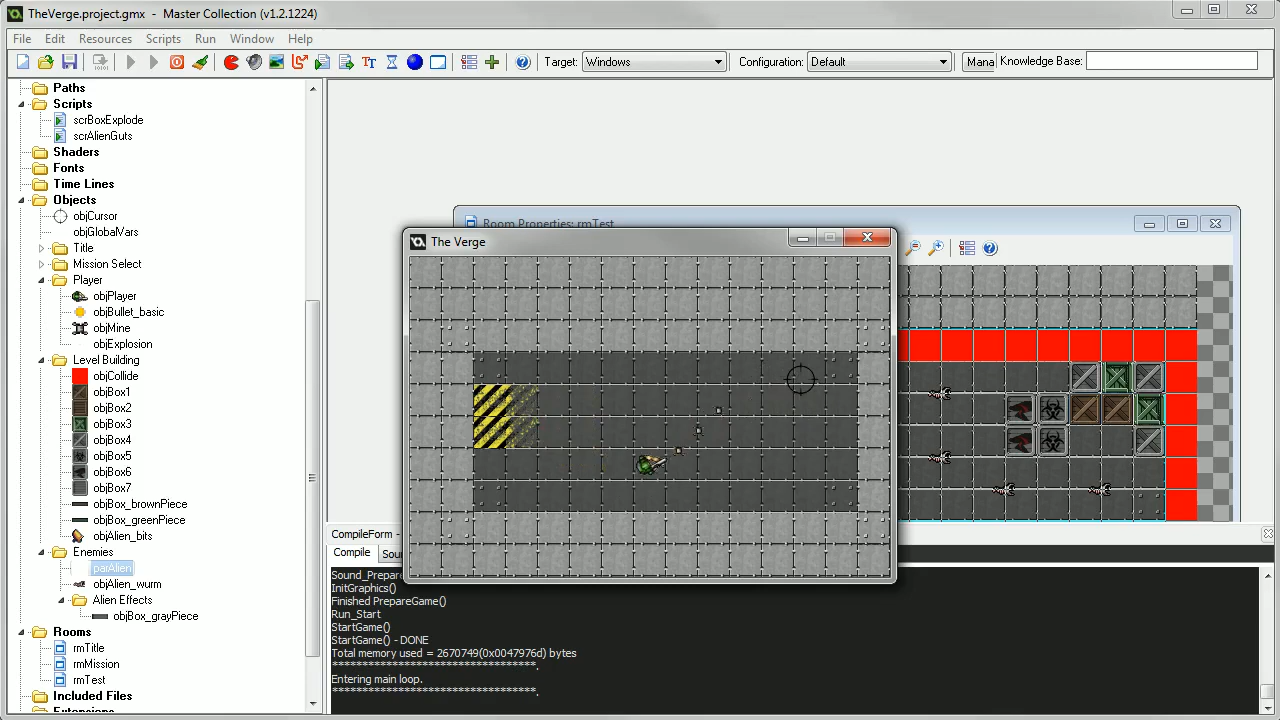 TheVerge.project.gmx - Master Collection (v1.2.1224)
File Edit Resources Scripts Run Window Help
Target: Windows Configuration: Default Mana Knowledge Base:
Paths
Scripts
scrBoxExplode
scrAlienGuts
Shaders
Fonts
Time Lines
Objects
objCursor
objGlobalVars
Title
Mission Select
Player
objPlayer
objBullet_basic
objMine
objExplosion
Level Building
objCollide
objBox1
objBox2
objBox3
objBox4
objBox5
objBox6
objBox7
objBox_brownPiece
objBox_greenPiece
objAlien_bits
Enemies
parAlien
objAlien_wurm
Alien Effects
objBox_grayPiece
Rooms
rmTitle
rmMission
rmTest
Included Files
Extensions
Room Properties: rmTest
The Verge
CompileForm -
Compile Sou
Sound_Prepare
InitGraphics()
Finished PrepareGame()
Run_Start
StartGame()
StartGame() - DONE
Total memory used = 2670749(0x0047976d) bytes
**********************************.
Entering main loop.
**********************************.